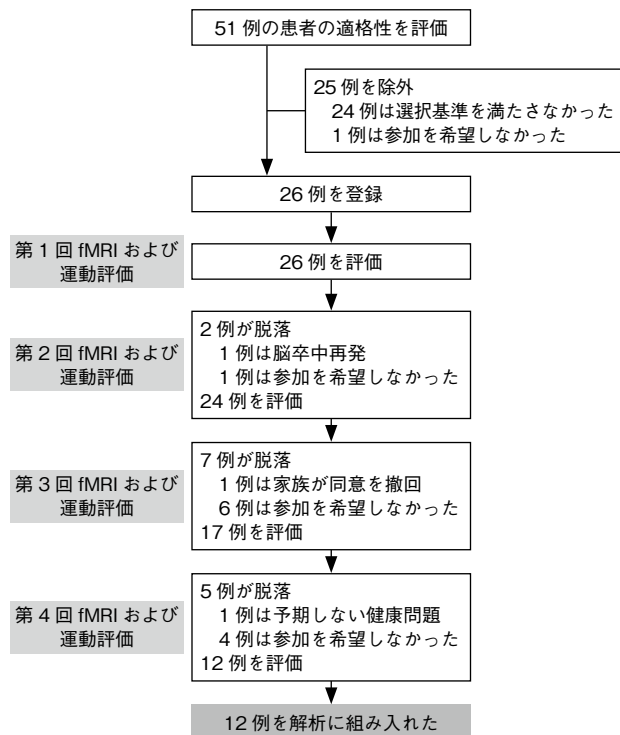 51 例の患者の適格性を評価
25 例を除外
24 例は選択基準を満たさなかった
1 例は参加を希望しなかった
26 例を登録
第 1 回 fMRI および
運動評価
26 例を評価
第 2 回 fMRI および
運動評価
2 例が脱落
1 例は脳卒中再発
1 例は参加を希望しなかった
24 例を評価
第 3 回 fMRI および
運動評価
7 例が脱落
1 例は家族が同意を撤回
6 例は参加を希望しなかった
17 例を評価
第 4 回 fMRI および
運動評価
5 例が脱落
1 例は予期しない健康問題
4 例は参加を希望しなかった
12 例を評価
12 例を解析に組み入れた